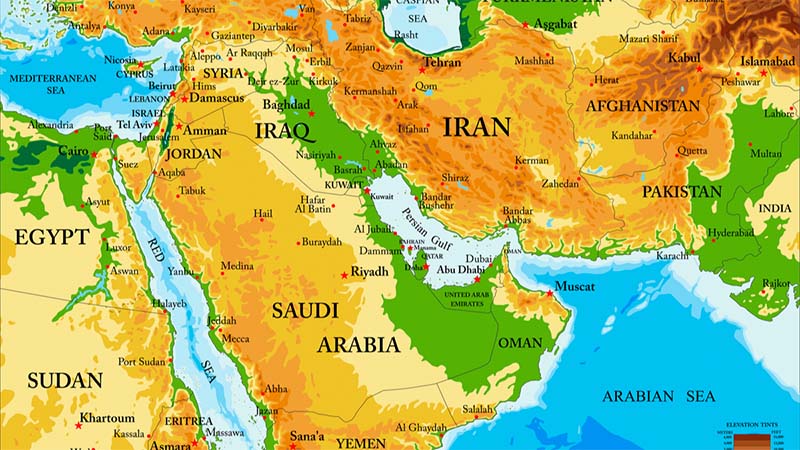 Denizli
Konya
Kayseri
Antalya
Adana
Gaziantep
Diyarbakir
Van
Tabriz
CASPIAN
SEA
Rasht
TURKMENISTAN
Asgabat
Mazari Sharif
Nicosia
CYPRUS
Latakia
Aleppo
Ar Raqqah
Mosul
Erbil
Zanjan
Qazvin
Tehran
Mashhad
Herat
Kabul
Islamabad
Peshawar
MEDITERRANEAN
SEA
SYRIA
Deir ez-Zur
Kirkuk
Hims
Beirut
LEBANON
Damascus
Kermanshah
Qom
Arak
AFGHANISTAN
Lahore
Baghdad
ISRAEL
Tel Aviv
Jerusalem
Amman
IRAQ
Isfahan
IRAN
Kandahar
Alexandria
Port
Said
Cairo
Suez
JORDAN
Aqaba
Nasiriyah
Basrah
Ahvaz
Abadan
Kerman
Zahedan
Quetta
Multan
Tabuk
KUWAIT
Kuwait
Shiraz
PAKISTAN
Asyut
Hail
Hafar
Al Batin
Bandar
Bushehr
Bandar
Abbas
INDIA
Al Jubail
Persian Gulf
Hyderabad
EGYPT
Luxor
Aswan
RED
SEA
Yanbu
Medina
Buraydah
Dammam
BAHRAIN
Manama
QATAR
Doha
Dubai
OMAN
Karachi
Riyadh
Abu Dhabi
Muscat
Rajkot
UNITED ARAB
EMIRATES
Halayeb
Jeddah
Mecca
SAUDI
ARABIA
OMAN
Port Sudan
SUDAN
Abha
ARABIAN SEA
Khartoum
Kassala
ERITREA
Asmara
Massawa
Jazan
Sana'a
YEMEN
Al Ghaydah
Salalah
ELEVATION TINTS
METERS
FEET